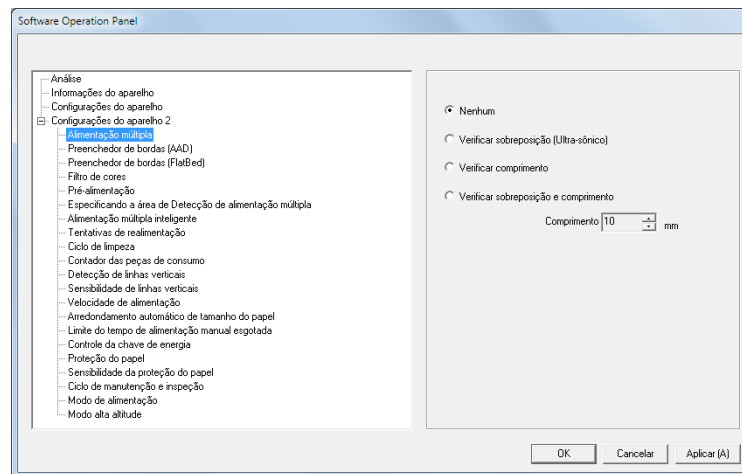 Software Operation Panel
Análise
Informações do aparelho
Configurações do aparelho
Configurações do aparelho 2
Alimentação múltipla
Preenchedor de bordas (AAD)
Preenchedor de bordas (FlatBed)
Filtro de cores
Pré-alimentação
Especificando a área de Detecção de alimentação múltipla
Alimentação múltipla inteligente
Tentativas de realimentação
Ciclo de limpeza
Contador das peças de consumo
Detecção de linhas verticais
Sensibilidade de linhas verticais
Velocidade de alimentação
Arredondamento automático de tamanho do papel
Limite do tempo de alimentação manual esgotada
Controle da chave de energia
Proteção do papel
Sensibilidade da proteção do papel
Ciclo de manutenção e inspeção
Modo de alimentação
Modo alta altitude
Nenhum
Verificar sobreposição (Ultra-sônico)
Verificar comprimento
Verificar sobreposição e comprimento
Comprimento 10 mm
OK Cancelar Aplicar (A)